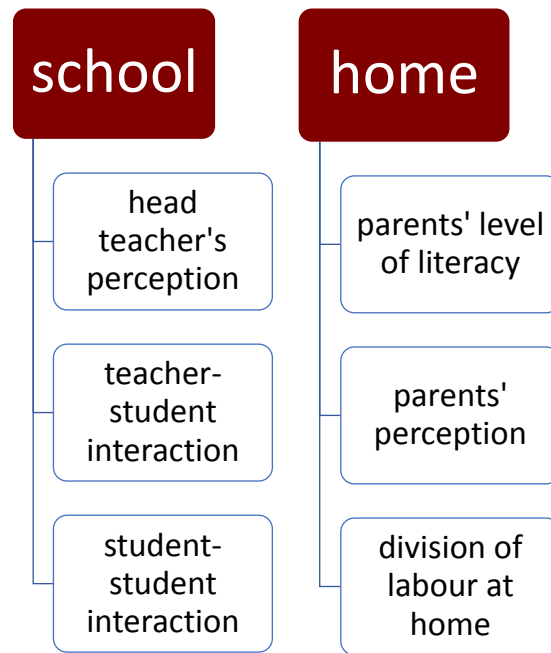 school
head
teacher's
perception
teacher-
student
interaction
student-
student
interaction
home
parents' level
of literacy
parents'
perception
division of
labour at
home